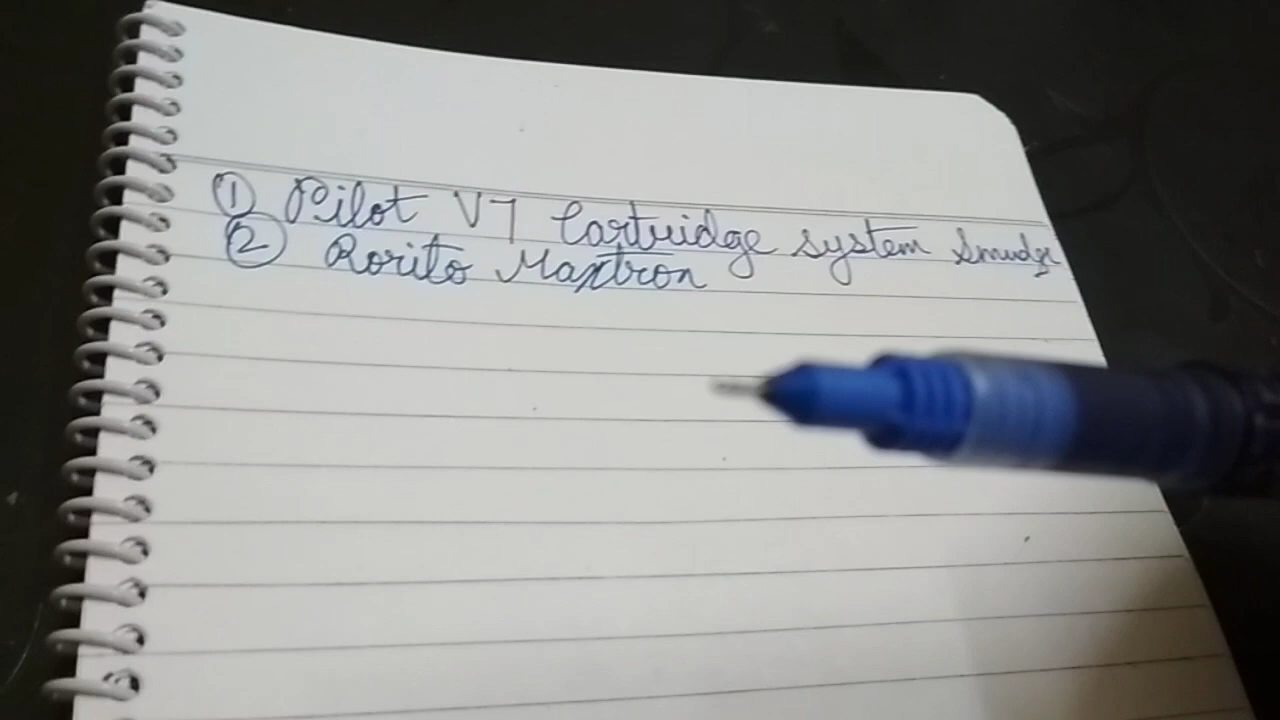 ① Pilot V7 Cartridge system Smudge
② Rorito Maxtron